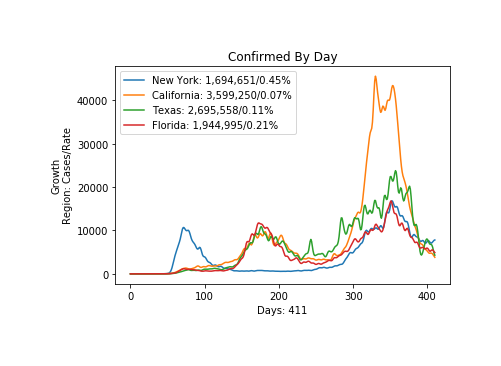 Confirmed By Day
New York: 1,694,651/0.45%
California: 3,599,250/0.07%
Texas: 2,695,558/0.11%
Florida: 1,944,995/0.21%
Growth
Region: Cases/Rate
40000
30000
20000
10000
0
0 100 200 300 400
Days: 411